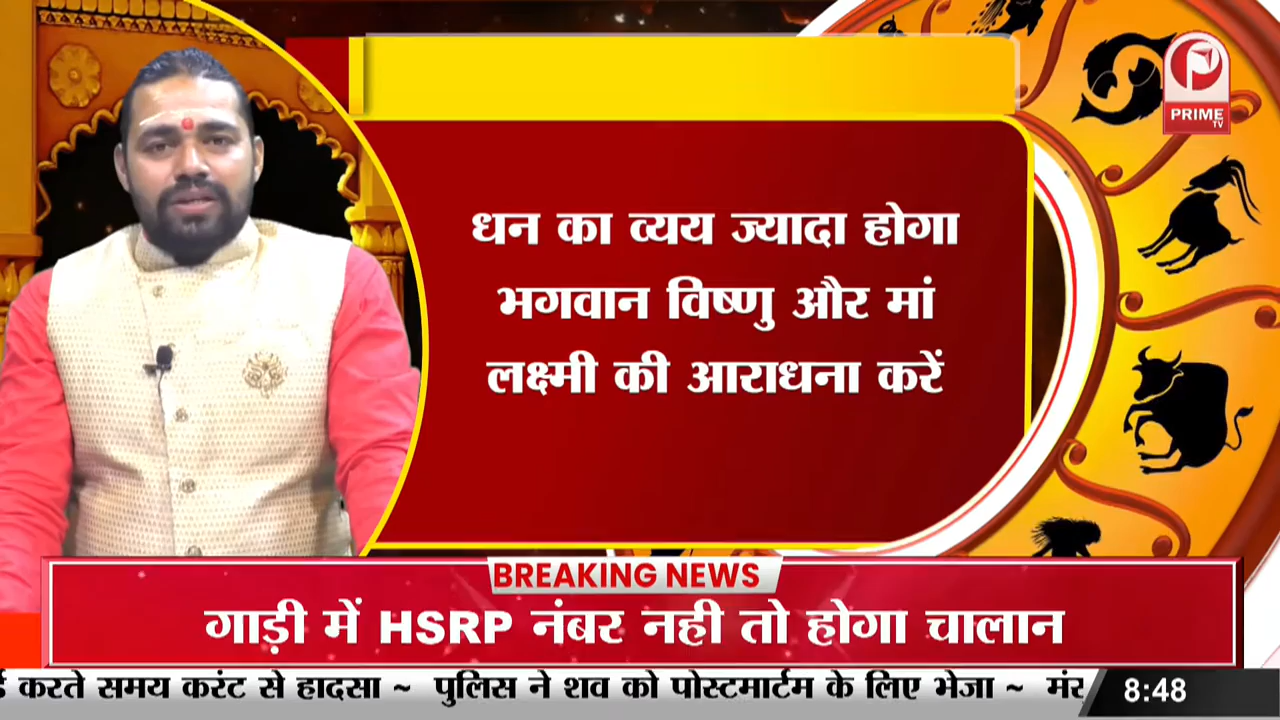 PRIME
TV
धन का व्यय ज्यादा होगा
भगवान विष्णु और मां
लक्ष्मी की आराधना करें
BREAKING NEWS
गाड़ी में HSRP नंबर नही तो होगा चालान
करते समय करंट से हादसा ~ पुलिस ने शव को पोस्टमार्टम के लिए भेजा ~
8:48